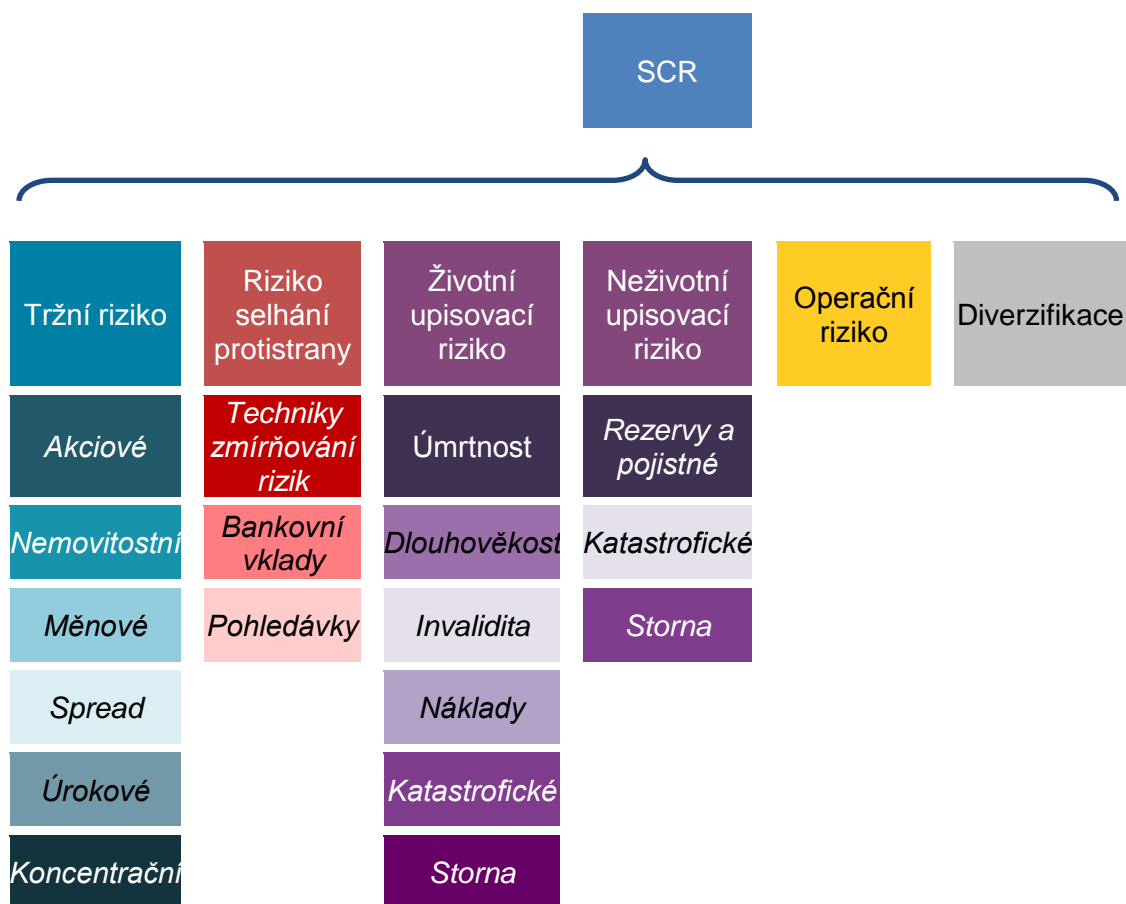 SCR
Tržní riziko
Riziko
selhání
protistrany
Životní
upisovací
riziko
Neživotní
upisovací
riziko
Operační
riziko
Diverzifikace
Akciové
Techniky
zmírňování
rizik
Úmrtnost
Rezervy a
pojistné
Nemovitostní
Bankovní
vklady
Dlouhověkost
Katastrofické
Měnové
Pohledávky
Invalidita
Storna
Spread
Náklady
Úrokové
Katastrofické
Koncentrační
Storna